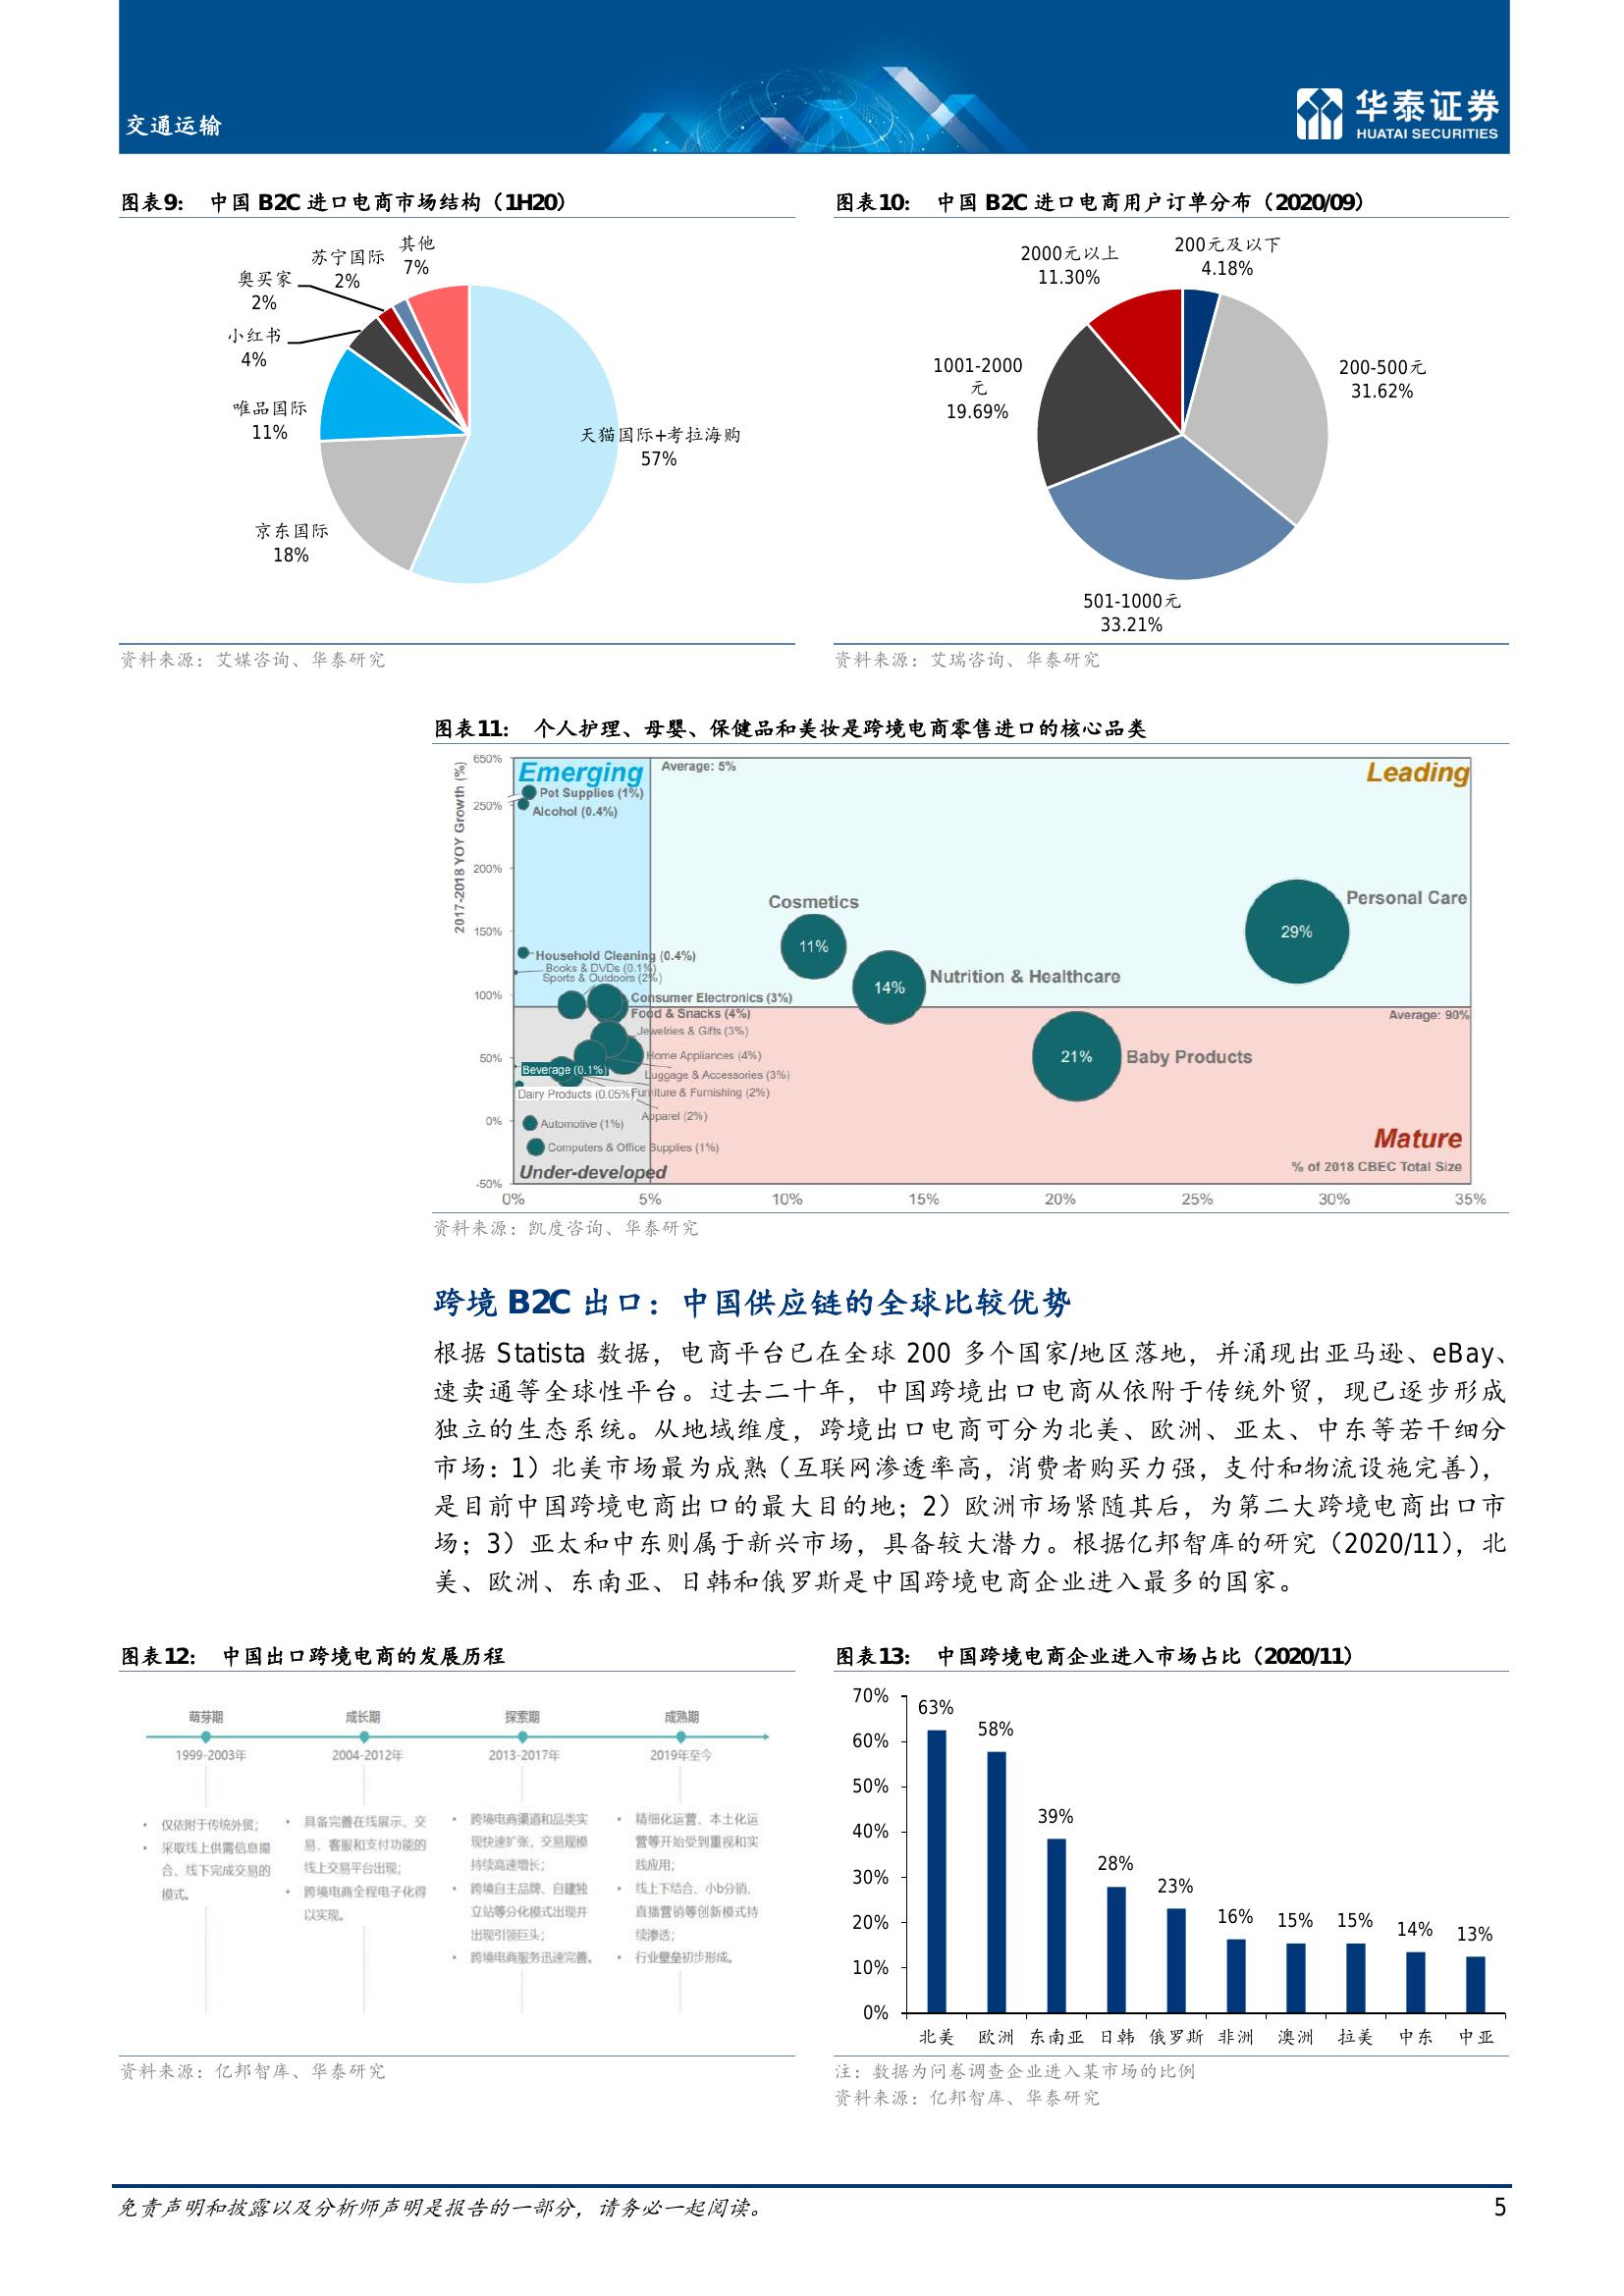 交通运输
华泰证券
HUATAI SECURITIES
图表9: 中国 B2C 进口电商市场结构（1H20）
其他
7%
苏宁国际
2%
奥买家
2%
小红书
4%
唯品国际
11%
天猫国际+考拉海购
57%
京东国际
18%
资料来源：艾媒咨询、华泰研究
图表10: 中国 B2C 进口电商用户订单分布（2020/09）
2000元以上
11.30%
200元及以下
4.18%
1001-2000
元
19.69%
200-500元
31.62%
501-1000元
33.21%
资料来源：艾瑞咨询、华泰研究
图表11: 个人护理、母婴、保健品和美妆是跨境电商零售进口的核心品类
2017-2018 YOY Growth (%)
650%
250%
200%
150%
100%
50%
0%
-50%
Emerging
Average: 5%
Leading
Pet Supplies (1%)
Alcohol (0.4%)
Cosmetics
11%
Personal Care
29%
Household Cleaning (0.4%)
Books & DVDs (0.1%)
Sports & Outdoors (2%)
Nutrition & Healthcare
14%
Consumer Electronics (3%)
Food & Snacks (4%)
Average: 90%
Jewelries & Gifts (3%)
Home Appliances (4%)
Baby Products
21%
Beverage (0.1%)
Luggage & Accessories (3%)
Dairy Products (0.05%)
Furniture & Furnishing (2%)
Apparel (2%)
Automotive (1%)
Computers & Office Supplies (1%)
Mature
% of 2018 CBEC Total Size
Under-developed
0% 5% 10% 15% 20% 25% 30% 35%
资料来源：凯度咨询、华泰研究
跨境 B2C 出口：中国供应链的全球比较优势
根据 Statista 数据，电商平台已在全球 200 多个国家/地区落地，并涌现出亚马逊、eBay、
速卖通等全球性平台。过去二十年，中国跨境出口电商从依附于传统外贸，现已逐步形成
独立的生态系统。从地域维度，跨境出口电商可分为北美、欧洲、亚太、中东等若干细分
市场：1）北美市场最为成熟（互联网渗透率高，消费者购买力强，支付和物流设施完善），
是目前中国跨境电商出口的最大目的地；2）欧洲市场紧随其后，为第二大跨境电商出口市
场；3）亚太和中东则属于新兴市场，具备较大潜力。根据亿邦智库的研究（2020/11），北
美、欧洲、东南亚、日韩和俄罗斯是中国跨境电商企业进入最多的国家。
图表12: 中国出口跨境电商的发展历程
萌芽期
1999-2003年
• 仅依附于传统外贸；
• 采取线上供需信息撮
合、线下完成交易的
模式。
成长期
2004-2012年
• 具备完善在线展示、交
易、客服和支付功能的
线上交易平台出现；
• 跨境电商全程电子化得
以实现。
探索期
2013-2017年
• 跨境电商渠道和品类实
现快速扩张，交易规模
持续高速增长；
• 跨境自主品牌、自建独
立站等分化模式出现并
出现引领巨头；
• 跨境电商服务迅速完善。
成熟期
2019年至今
• 精细化运营、本土化运
营等开始受到重视和实
践应用；
• 线上下结合、小b分销、
直播营销等创新模式持
续渗透；
• 行业壁垒初步形成。
资料来源：亿邦智库、华泰研究
图表13: 中国跨境电商企业进入市场占比（2020/11）
70%
60%
50%
40%
30%
20%
10%
0%
63% 58% 39% 28% 23% 16% 15% 15% 14% 13%
北美 欧洲 东南亚 日韩 俄罗斯 非洲 澳洲 拉美 中东 中亚
注：数据为问卷调查企业进入某市场的比例
资料来源：亿邦智库、华泰研究
免责声明和披露以及分析师声明是报告的一部分，请务必一起阅读。
5